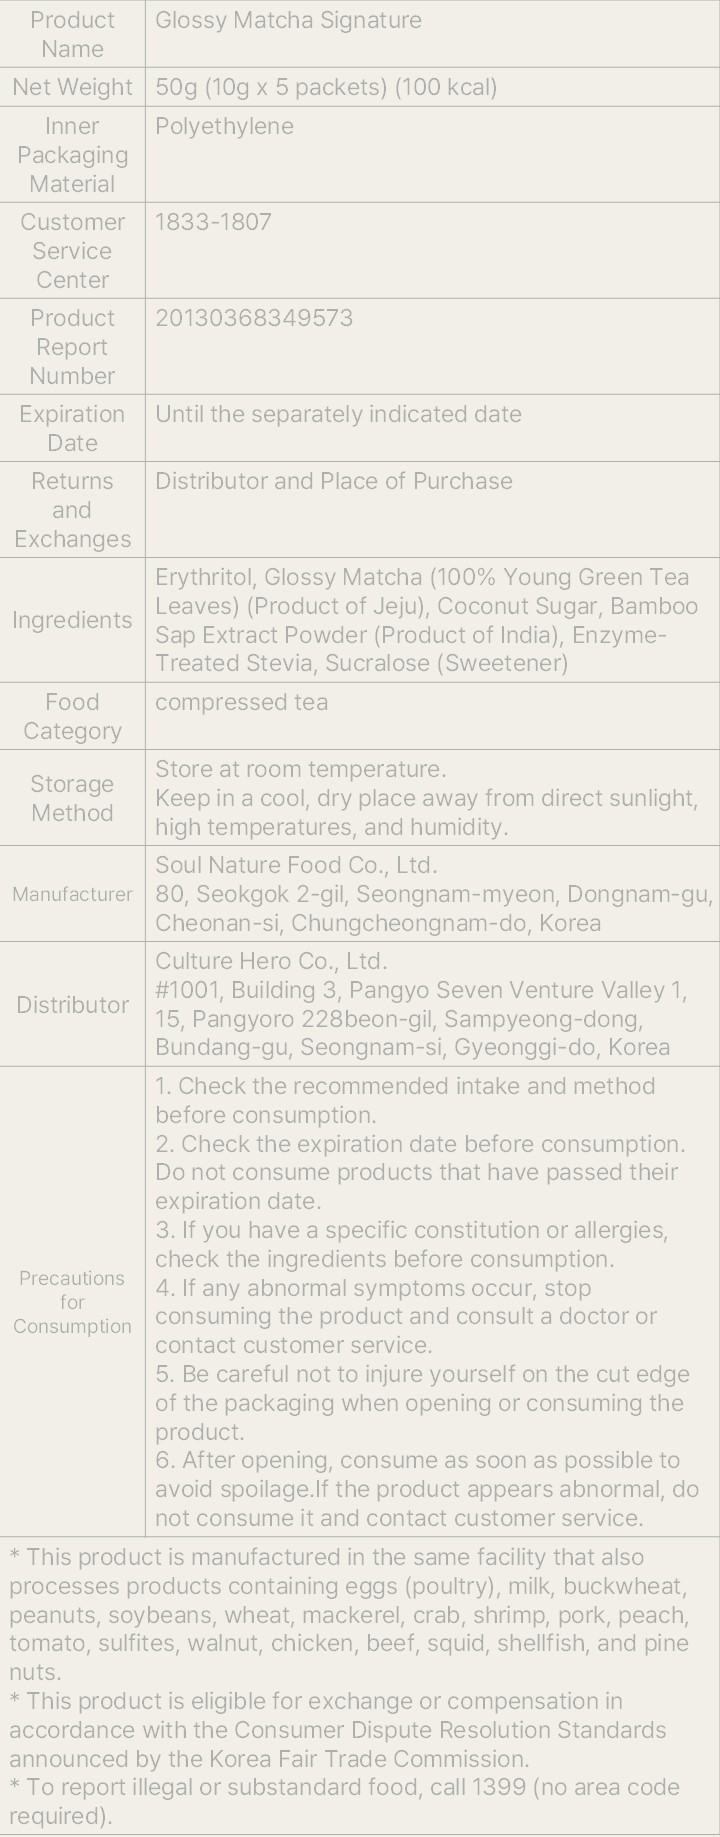 Product
Name
Glossy Matcha Signature
Net Weight
50g (10g x 5 packets) (100 kcal)
Inner
Packaging
Material
Polyethylene
Customer
Service
Center
1833-1807
Product
Report
Number
20130368349573
Expiration
Date
Until the separately indicated date
Returns
and
Exchanges
Distributor and Place of Purchase
Ingredients
Erythritol, Glossy Matcha (100% Young Green Tea
Leaves) (Product of Jeju), Coconut Sugar, Bamboo
Sap Extract Powder (Product of India), Enzyme-
Treated Stevia, Sucralose (Sweetener)
Food
Category
compressed tea
Storage
Method
Store at room temperature.
Keep in a cool, dry place away from direct sunlight,
high temperatures, and humidity.
Manufacturer
Soul Nature Food Co., Ltd.
80, Seokgok 2-gil, Seongnam-myeon, Dongnam-gu,
Cheonan-si, Chungcheongnam-do, Korea
Distributor
Culture Hero Co., Ltd.
#1001, Building 3, Pangyo Seven Venture Valley 1,
15, Pangyoro 228beon-gil, Sampyeong-dong,
Bundang-gu, Seongnam-si, Gyeonggi-do, Korea
Precautions
for
Consumption
1. Check the recommended intake and method
before consumption.
2. Check the expiration date before consumption.
Do not consume products that have passed their
expiration date.
3. If you have a specific constitution or allergies,
check the ingredients before consumption.
4. If any abnormal symptoms occur, stop
consuming the product and consult a doctor or
contact customer service.
5. Be careful not to injure yourself on the cut edge
of the packaging when opening or consuming the
product.
6. After opening, consume as soon as possible to
avoid spoilage.If the product appears abnormal, do
not consume it and contact customer service.
* This product is manufactured in the same facility that also
processes products containing eggs (poultry), milk, buckwheat,
peanuts, soybeans, wheat, mackerel, crab, shrimp, pork, peach,
tomato, sulfites, walnut, chicken, beef, squid, shellfish, and pine
nuts.
* This product is eligible for exchange or compensation in
accordance with the Consumer Dispute Resolution Standards
announced by the Korea Fair Trade Commission.
* To report illegal or substandard food, call 1399 (no area code
required).